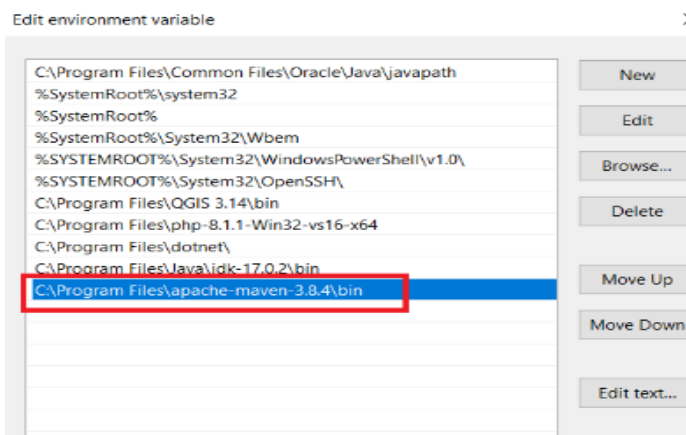 Edit environment variable
C:\Program Files\Common Files\Oracle\Java\javapath
%SystemRoot%\system32
%SystemRoot%
%SystemRoot%\System32\Wbem
%SYSTEMROOT%\System32\WindowsPowerShell\v1.0\
%SYSTEMROOT%\System32\OpenSSH\
C:\Program Files\QGIS 3.14\bin
C:\Program Files\php-8.1.1-Win32-vs16-x64
C:\Program Files\dotnet\
C:\Program Files\Java\jdk-17.0.2\bin
C:\Program Files\apache-maven-3.8.4\bin
New
Edit
Browse...
Delete
Move Up
Move Down
Edit text...